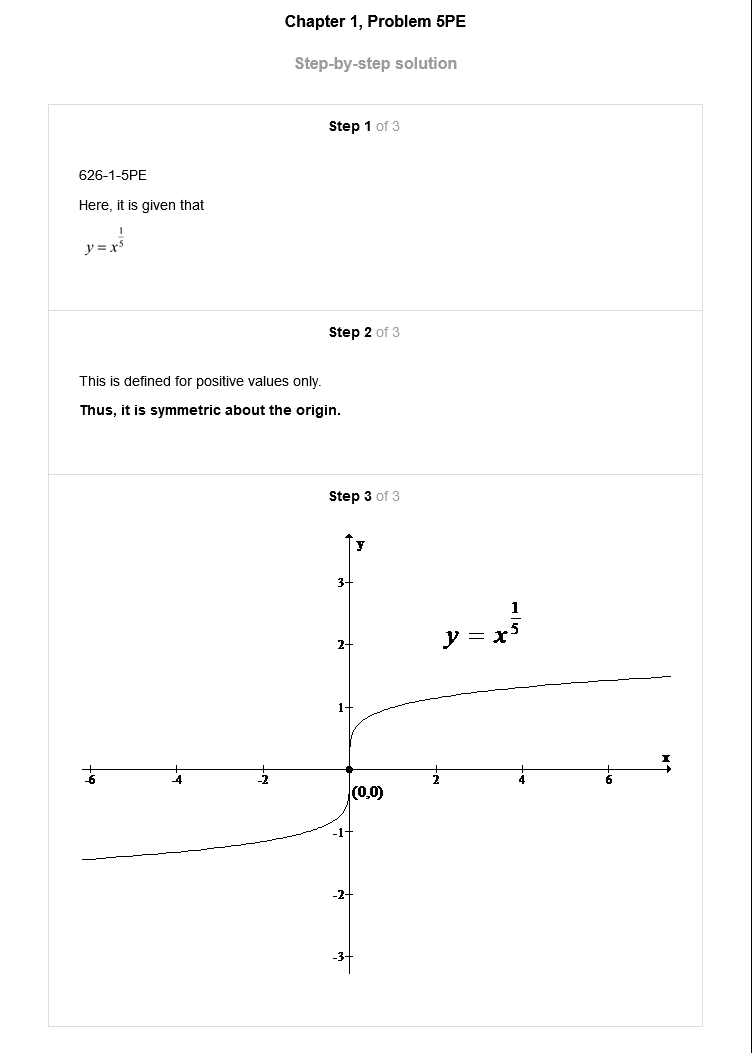 Chapter 1, Problem 5PE
Step-by-step solution
Step 1 of 3
626-1-5PE
Here, it is given that
y = x^(1/5)
Step 2 of 3
This is defined for positive values only.
Thus, it is symmetric about the origin.
Step 3 of 3
y
3
y = x^(1/5)
2
1
x
-6 -4 -2 2 4 6
(0,0)
-1
-2
-3